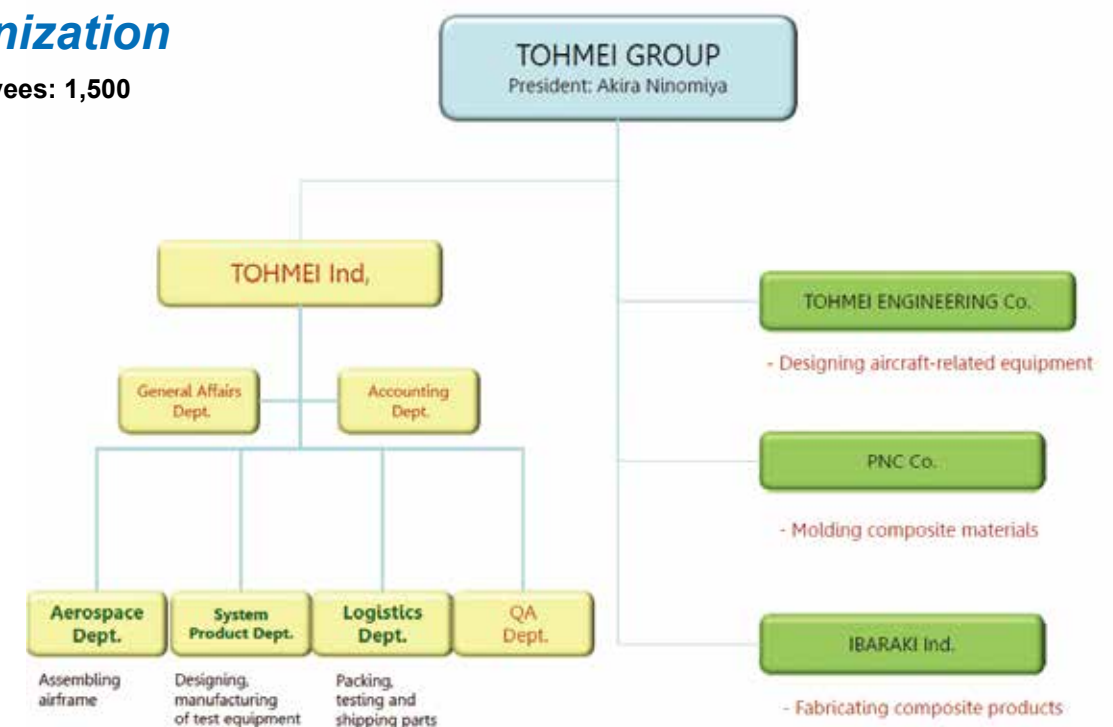 nization
yees: 1,500
TOHMEI GROUP
President: Akira Ninomiya
TOHMEI Ind,
General Affairs
Dept.
Accounting
Dept.
Aerospace
Dept.
Assembling
airframe
System
Product Dept.
Designing,
manufacturing
of test equipment
Logistics
Dept.
Packing,
testing and
shipping parts
QA
Dept.
TOHMEI ENGINEERING Co.
- Designing aircraft-related equipment
PNC Co.
- Molding composite materials
IBARAKI Ind.
- Fabricating composite products